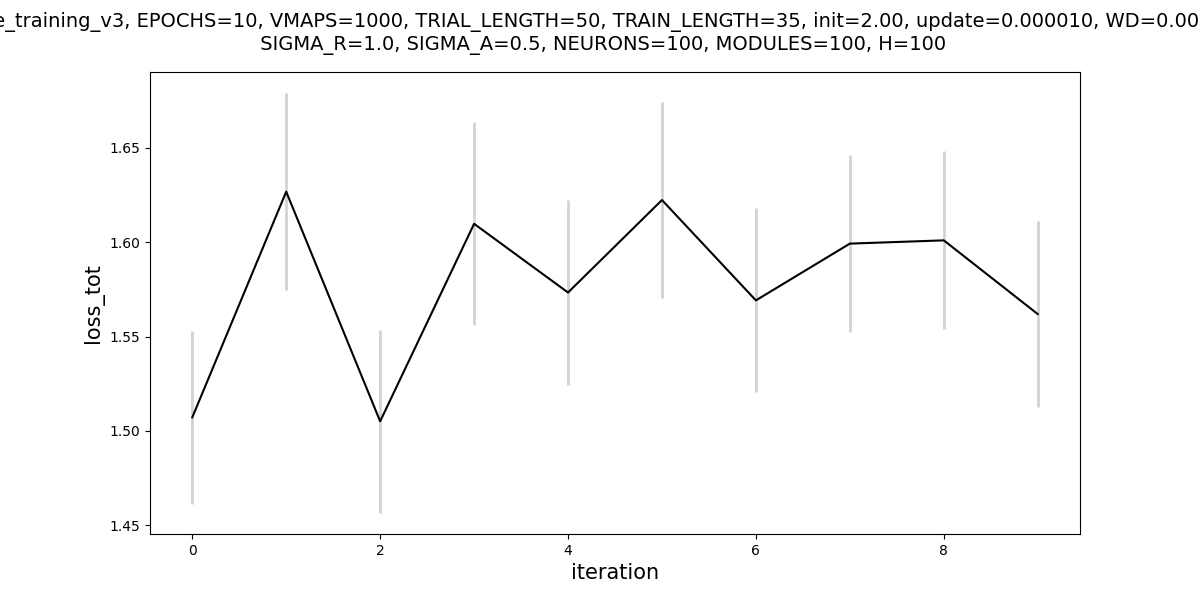 e_training_v3, EPOCHS=10, VMAPS=1000, TRIAL_LENGTH=50, TRAIN_LENGTH=35, init=2.00, update=0.000010, WD=0.00
SIGMA_R=1.0, SIGMA_A=0.5, NEURONS=100, MODULES=100, H=100
1.65
1.60
1.55
1.50
1.45
loss_tot
0 2 4 6 8
iteration